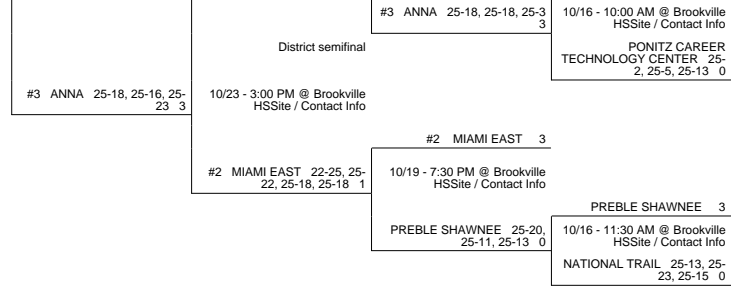 #3 ANNA 25-18, 25-18, 25-3
3
10/16 - 10:00 AM @ Brookville
HSSite / Contact Info
District semifinal
PONITZ CAREER
TECHNOLOGY CENTER 25-
2, 25-5, 25-13 0
#3 ANNA 25-18, 25-16, 25-
23 3
10/23 - 3:00 PM @ Brookville
HSSite / Contact Info
#2 MIAMI EAST 3
#2 MIAMI EAST 22-25, 25-
22, 25-18, 25-18 1
10/19 - 7:30 PM @ Brookville
HSSite / Contact Info
PREBLE SHAWNEE 3
PREBLE SHAWNEE 25-20,
25-11, 25-13 0
10/16 - 11:30 AM @ Brookville
HSSite / Contact Info
NATIONAL TRAIL 25-13, 25-
23, 25-15 0